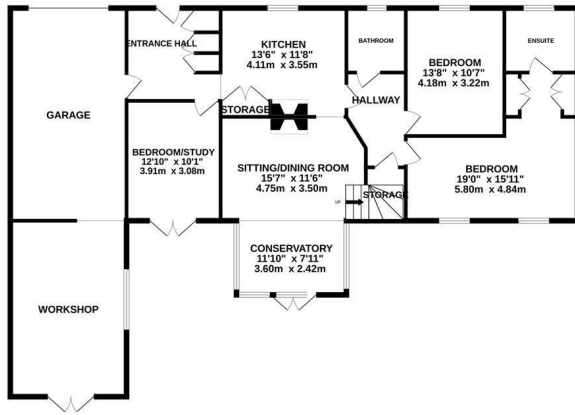 ENTRANCE HALL
KITCHEN
13'6" x 11'8"
4.11m x 3.55m
BATHROOM
BEDROOM
13'8" x 10'7"
4.18m x 3.22m
ENSUITE
GARAGE
STORAGE
HALLWAY
BEDROOM/STUDY
12'10" x 10'1"
3.91m x 3.08m
SITTING/DINING ROOM
15'7" x 11'6"
4.75m x 3.50m
BEDROOM
19'0" x 15'11"
5.80m x 4.84m
UP
STORAGE
CONSERVATORY
11'10" x 7'11"
3.60m x 2.42m
WORKSHOP